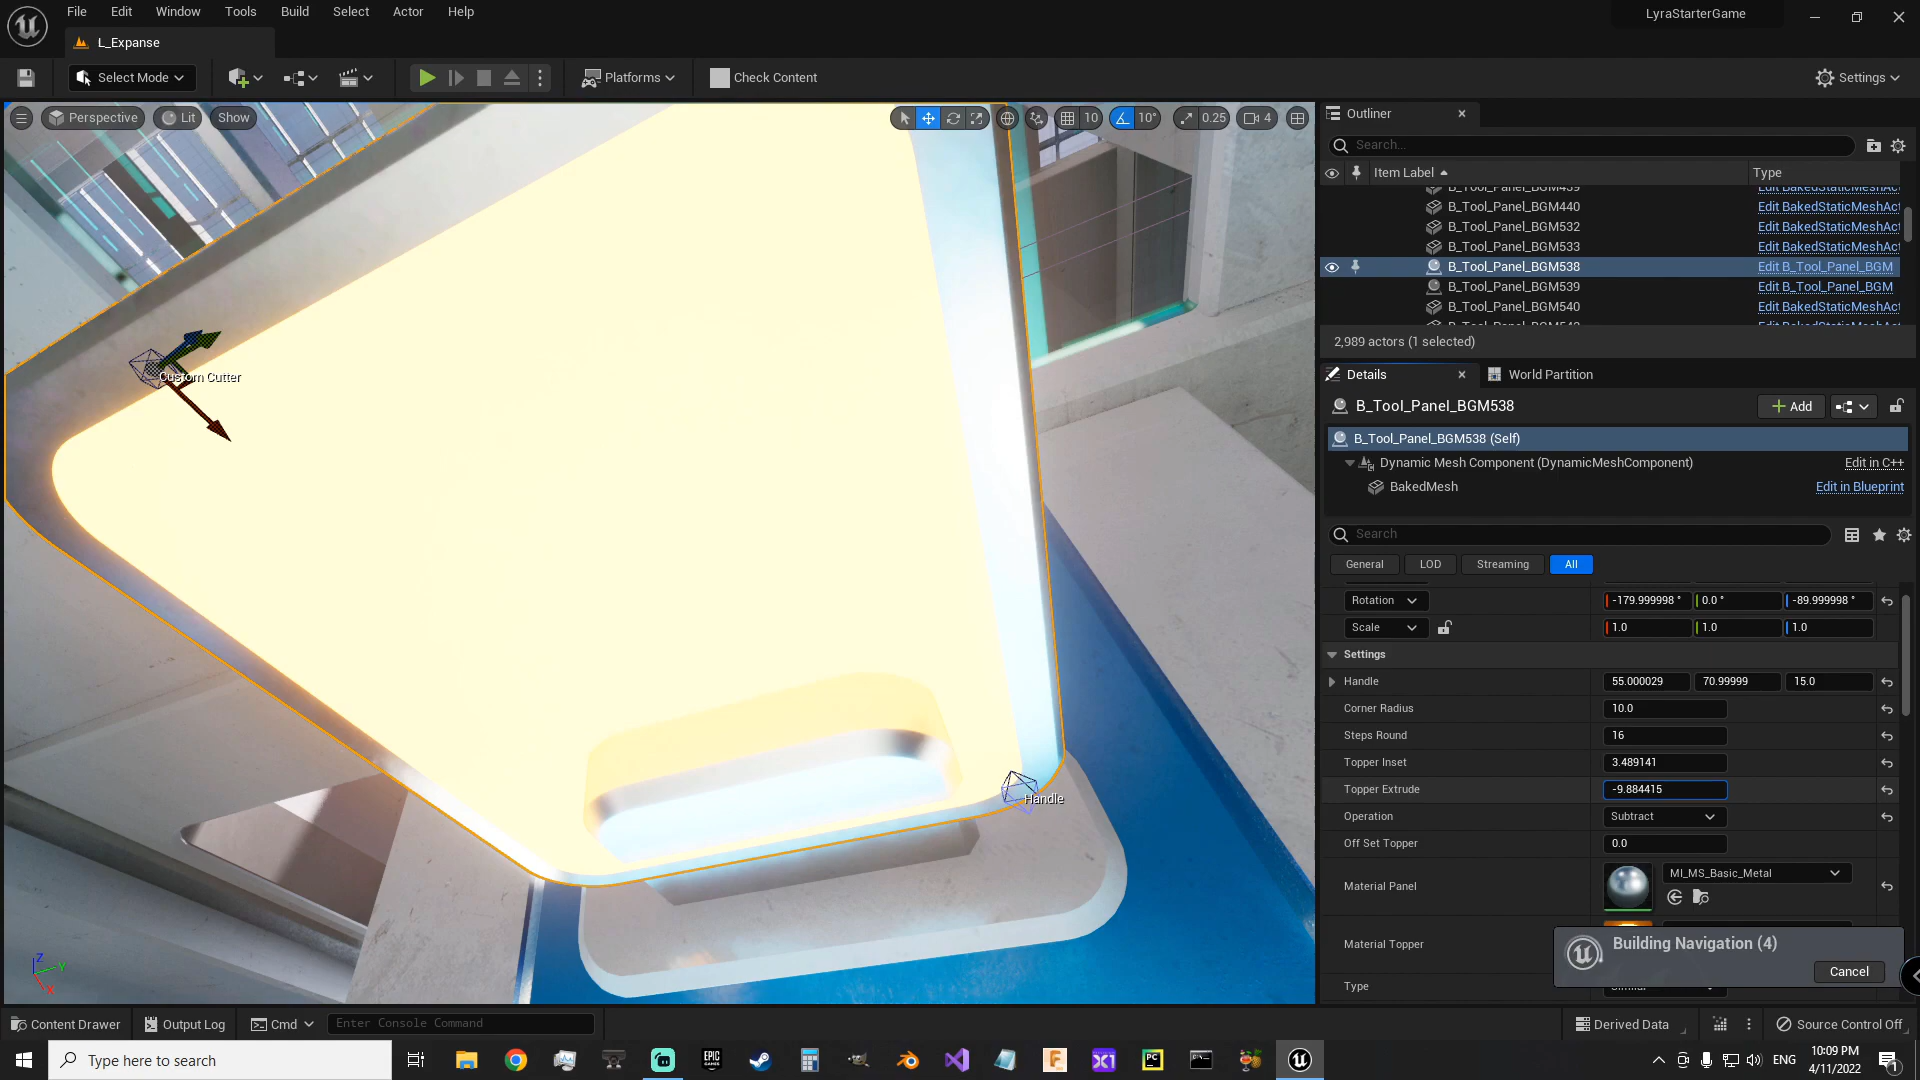 File Edit Window Tools Build Select Actor Help
LyraStarterGame
L_Expanse
Select Mode
Platforms
Check Content
Settings
Perspective Lit Show
10 10° 0.25 4
Custom Cutter
Handle
Z Y X
Outliner
Search...
Item Label Type
B_Tool_Panel_BGM439 Edit BakedStaticMeshAct
B_Tool_Panel_BGM440 Edit BakedStaticMeshAct
B_Tool_Panel_BGM532 Edit BakedStaticMeshAct
B_Tool_Panel_BGM533 Edit BakedStaticMeshAct
B_Tool_Panel_BGM538 Edit B_Tool_Panel_BGM
B_Tool_Panel_BGM539 Edit B_Tool_Panel_BGM
B_Tool_Panel_BGM540 Edit BakedStaticMeshAct
2,989 actors (1 selected)
Details World Partition
B_Tool_Panel_BGM538
Add
B_Tool_Panel_BGM538 (Self)
Dynamic Mesh Component (DynamicMeshComponent) Edit in C++
BakedMesh Edit in Blueprint
Search
General LOD Streaming All
Rotation -179.999998 ° 0.0 ° -89.999998 °
Scale 1.0 1.0 1.0
Settings
Handle 55.000029 70.99999 15.0
Corner Radius 10.0
Steps Round 16
Topper Inset 3.489141
Topper Extrude -9.884415
Operation Subtract
Off Set Topper 0.0
Material Panel MI_MS_Basic_Metal
Material Topper
Type
Building Navigation (4)
Cancel
Content Drawer Output Log Cmd Enter Console Command
Derived Data Source Control Off
Type here to search
EPIC GAMES
X1
PC
ENG
10:09 PM
4/11/2022
1